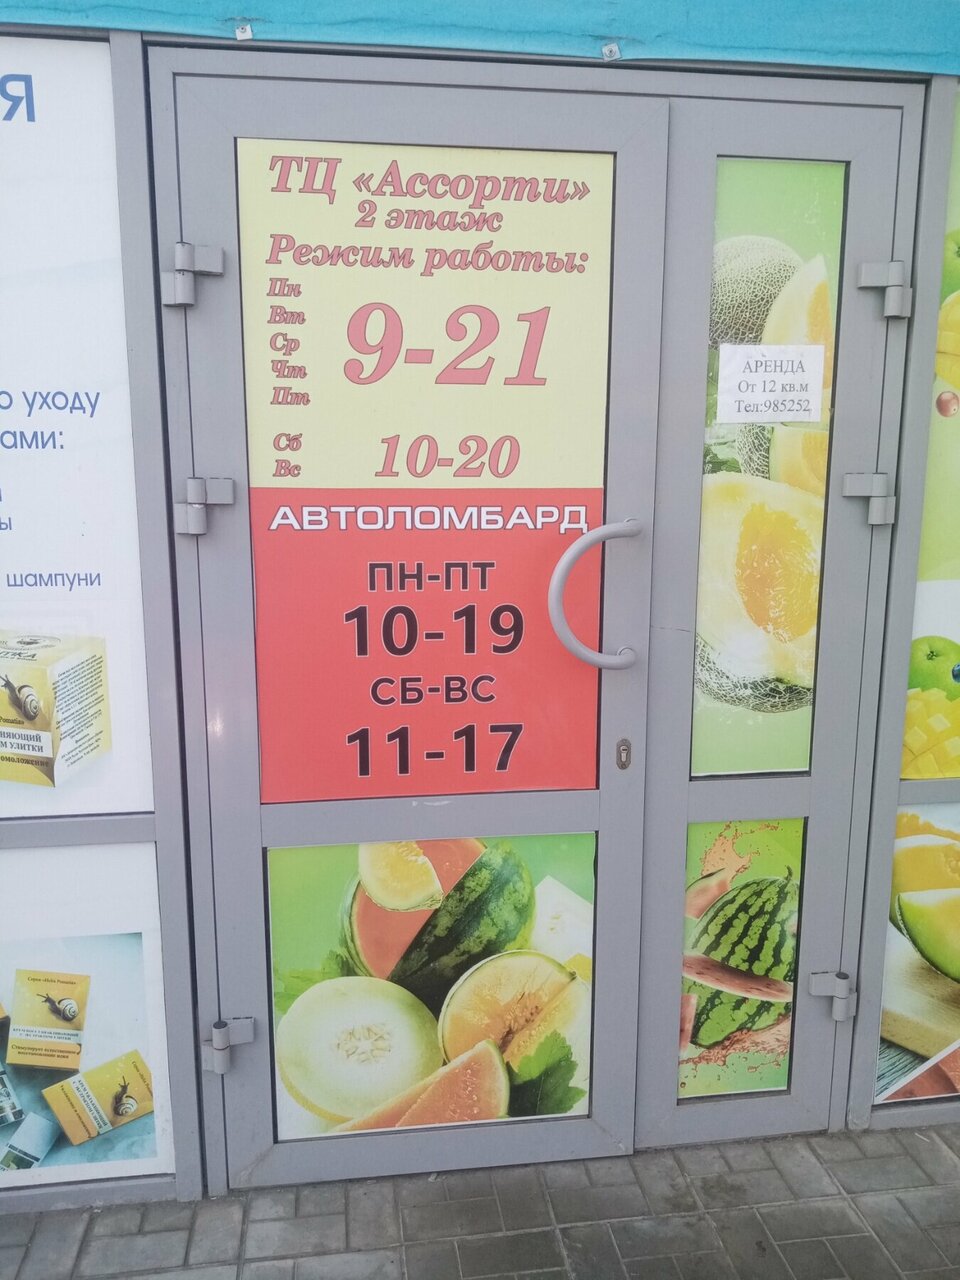 Я
о уходу
ами:
ы
шампуни
ТЦ «Ассорти»
2 этаж
Режим работы:
Пн
Вт
Ср
Чт
Пт
9-21
Сб
Вс
10-20
АВТОЛОМБАРД
ПН-ПТ
10-19
СБ-ВС
11-17
АРЕНДА
От 12 кв.м
Тел:985252